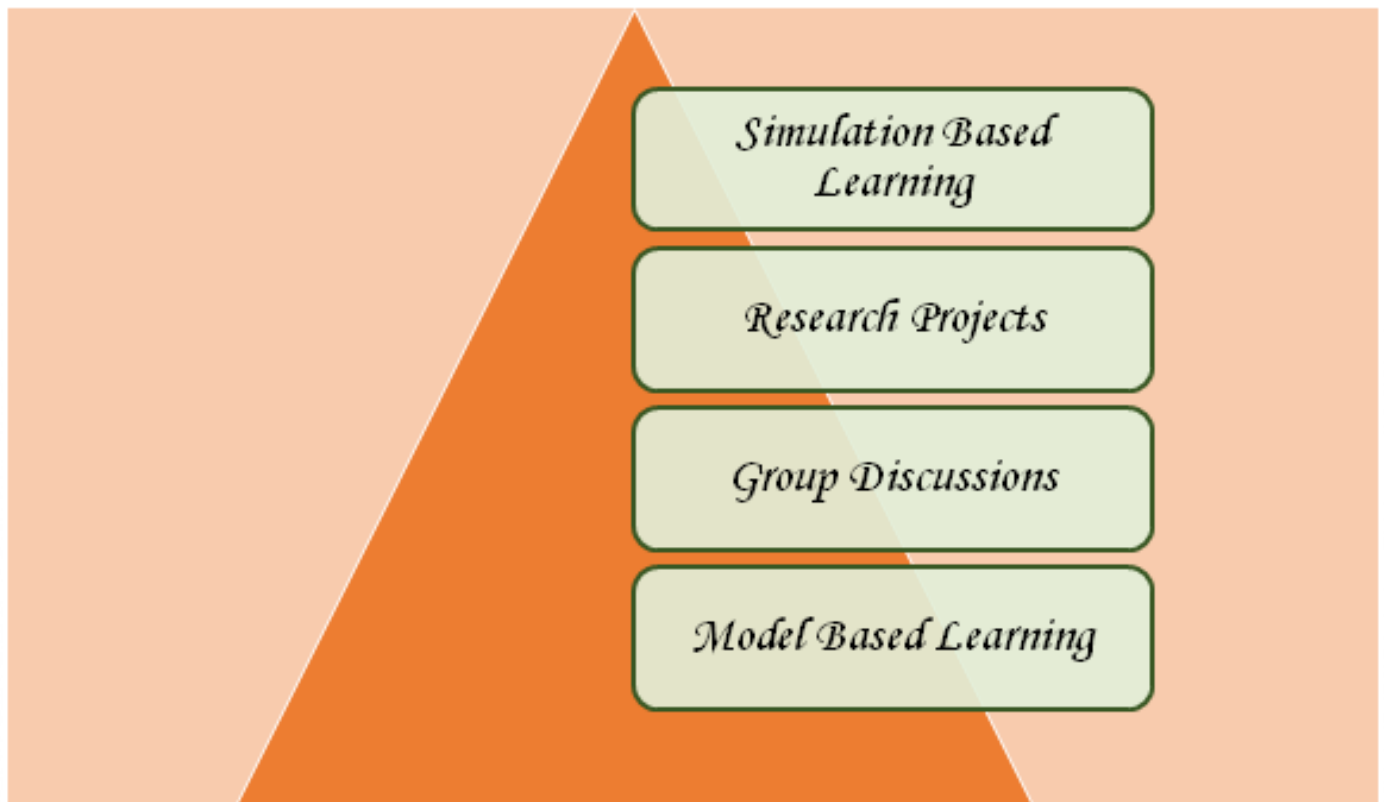 Simulation Based
Learning
Research Projects
Group Discussions
Model Based Learning